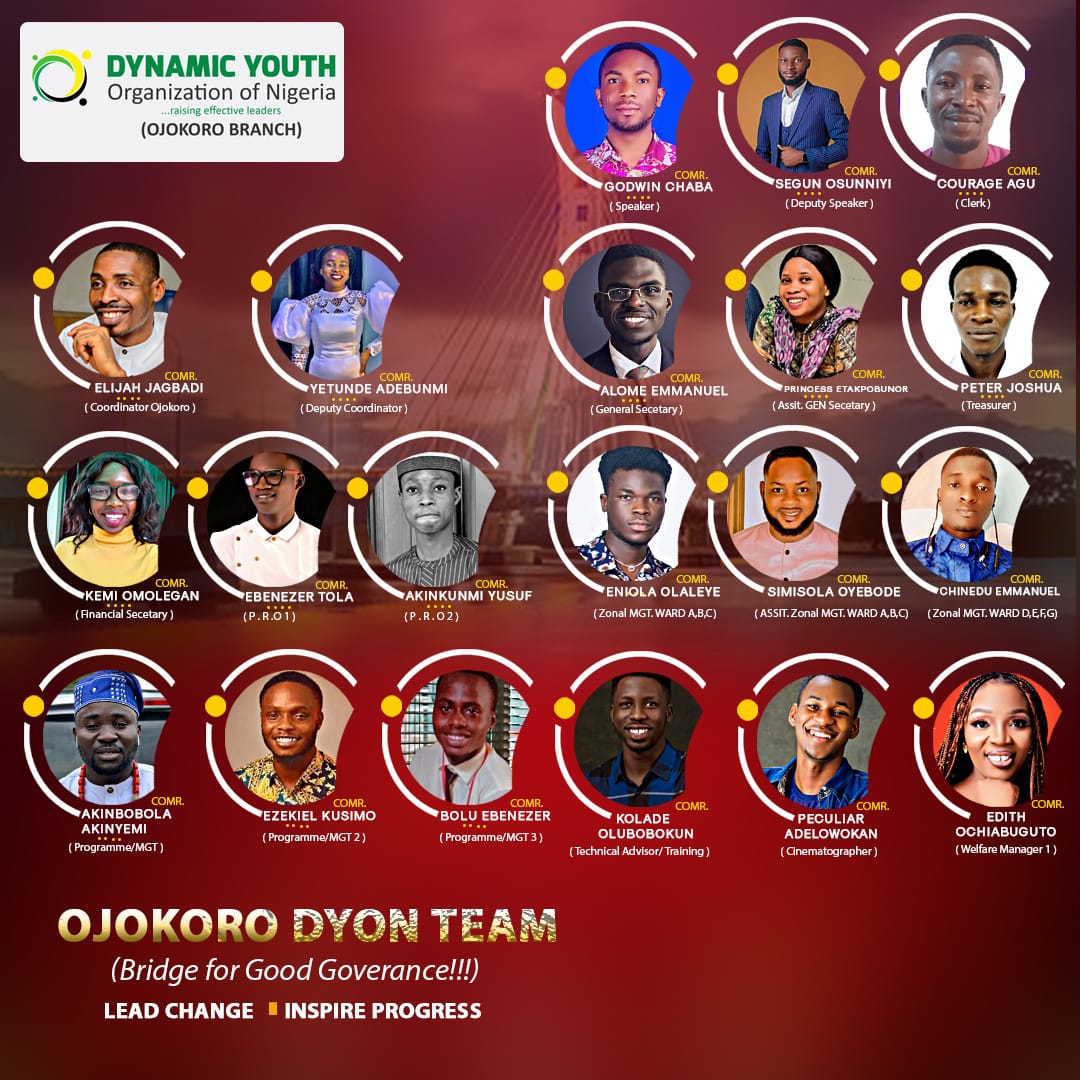 DYNAMIC YOUTH
Organization of Nigeria
...raising effective leaders
(OJOKORO BRANCH)
COMR.
GODWIN CHABA
( Speaker )
COMR.
SEGUN OSUNNIYI
( Deputy Speaker )
COMR.
COURAGE AGU
( Clerk )
COMR.
ELIJAH JAGBADI
( Coordinator Ojokoro )
COMR.
YETUNDE ADEBUNMI
( Deputy Coordinator )
COMR.
ALOME EMMANUEL
( General Secetary )
COMR.
PRINCESS ETAKPOBUNOR
( Assit. GEN Secetary )
COMR.
PETER JOSHUA
( Treasurer )
COMR.
KEMI OMOLEGAN
( Financial Secetary )
COMR.
EBENEZER TOLA
( P.R.O1 )
COMR.
AKINKUNMI YUSUF
( P.R.O2 )
COMR.
ENIOLA OLALEYE
( Zonal MGT. WARD A,B,C)
COMR.
SIMISOLA OYEBODE
( ASSIT. Zonal MGT. WARD A,B,C)
COMR.
CHINEDU EMMANUEL
( Zonal MGT. WARD D,E,F,G)
COMR.
AKINBOBOLA
AKINYEMI
( Programme/MGT )
COMR.
EZEKIEL KUSIMO
( Programme/MGT 2 )
COMR.
BOLU EBENEZER
( Programme/MGT 3 )
COMR.
KOLADE
OLUBOBOKUN
( Technical Advisor/ Training )
COMR.
PECULIAR
ADELOWOKAN
( Cinematographer )
COMR.
EDITH
OCHIABUGUTO
( Welfare Manager 1 )
OJOKORO DYON TEAM
(Bridge for Good Goverance!!!)
LEAD CHANGE INSPIRE PROGRESS